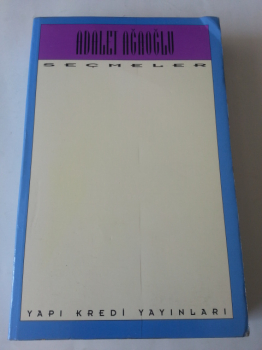 ADALET AĞAOĞLU
SEÇMELER
YAPI KREDİ YAYINLARI